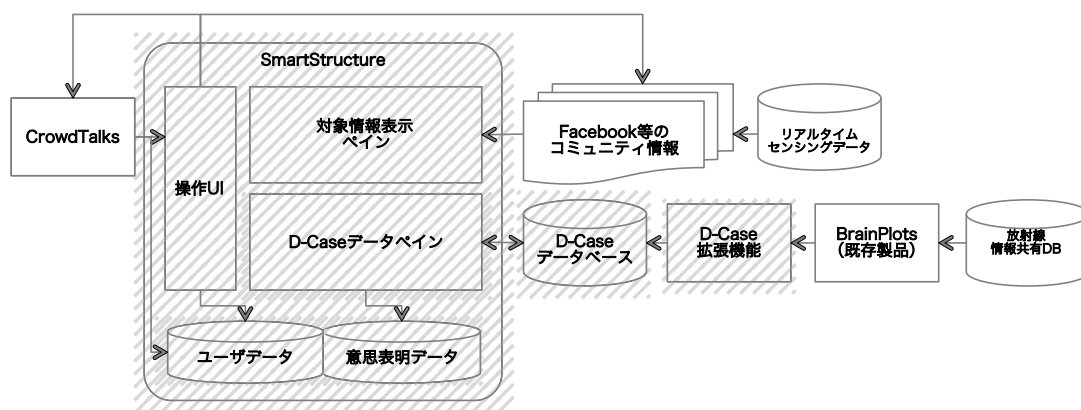 SmartStructure
CrowdTalks
操作UI
対象情報表示
ペイン
Facebook等の
コミュニティ情報
リアルタイム
センシングデータ
D-Caseデータペイン
D-Case
データベース
D-Case
拡張機能
BrainPlots
(既存製品)
放射線
情報共有DB
ユーザデータ
意思表明データ